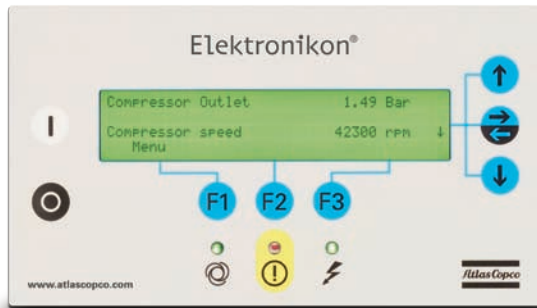 Elektronikon®
Compressor Outlet 1.49 Bar
Compressor speed 42300 rpm ↓
Menu
F1 F2 F3
www.atlascopco.com
Atlas Copco